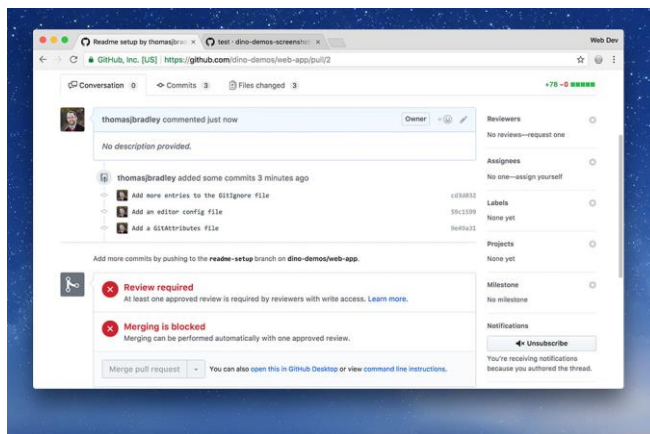 Readme setup by thomasjbrad
test · dino-demos-screenshot
Web Dev
GitHub, Inc. [US] https://github.com/dino-demos/web-app/pull/2
Conversation 0
Commits 3
Files changed 3
+78 −0
thomasjbradley commented just now
Owner
No description provided.
thomasjbradley added some commits 3 minutes ago
Add more entries to the GitIgnore file
cd3d032
Add an editor config file
59c1599
Add a GitAttributes file
9e49a31
Add more commits by pushing to the readme-setup branch on dino-demos/web-app.
Review required
At least one approved review is required by reviewers with write access. Learn more.
Merging is blocked
Merging can be performed automatically with one approved review.
Merge pull request
You can also open this in GitHub Desktop or view command line instructions.
Reviewers
No reviews—request one
Assignees
No one—assign yourself
Labels
None yet
Projects
None yet
Milestone
No milestone
Notifications
Unsubscribe
You're receiving notifications
because you authored the thread.